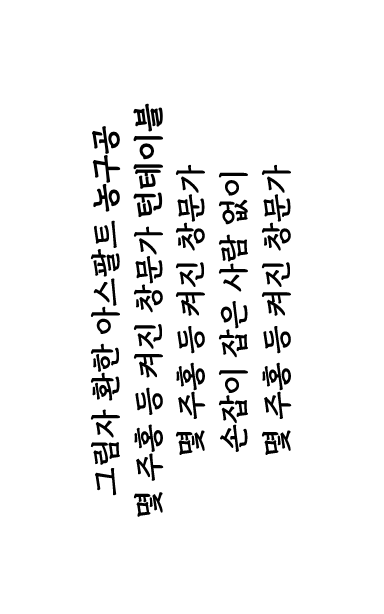 그림자 환한 아스팔트 농구공
몇 주홍 등 켜진 창문가 턴테이블
몇 주홍 등 켜진 창문가
손잡이 잡은 사람 없이
몇 주홍 등 켜진 창문가